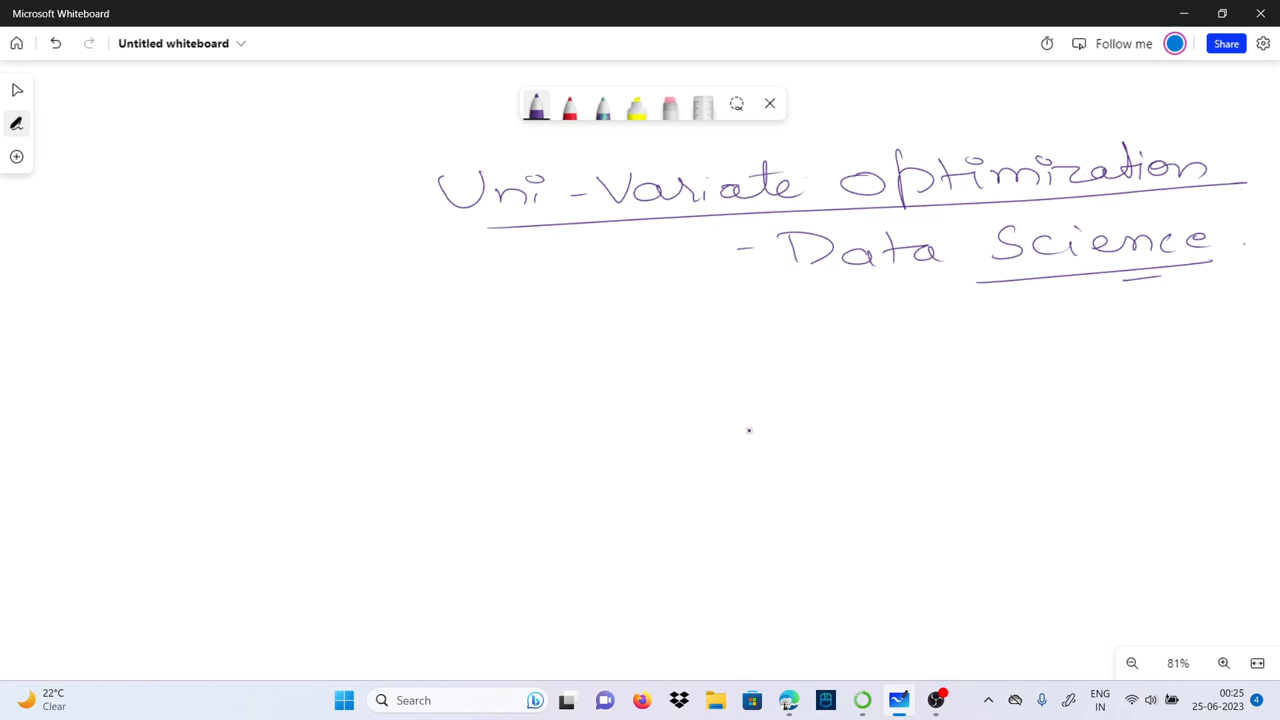 Microsoft Whiteboard
Untitled whiteboard
Follow me
Share
Uni-Variate Optimization
- Data Science.
81%
22°C
Clear
Search
ENG
IN
00:25
25-06-2023
4